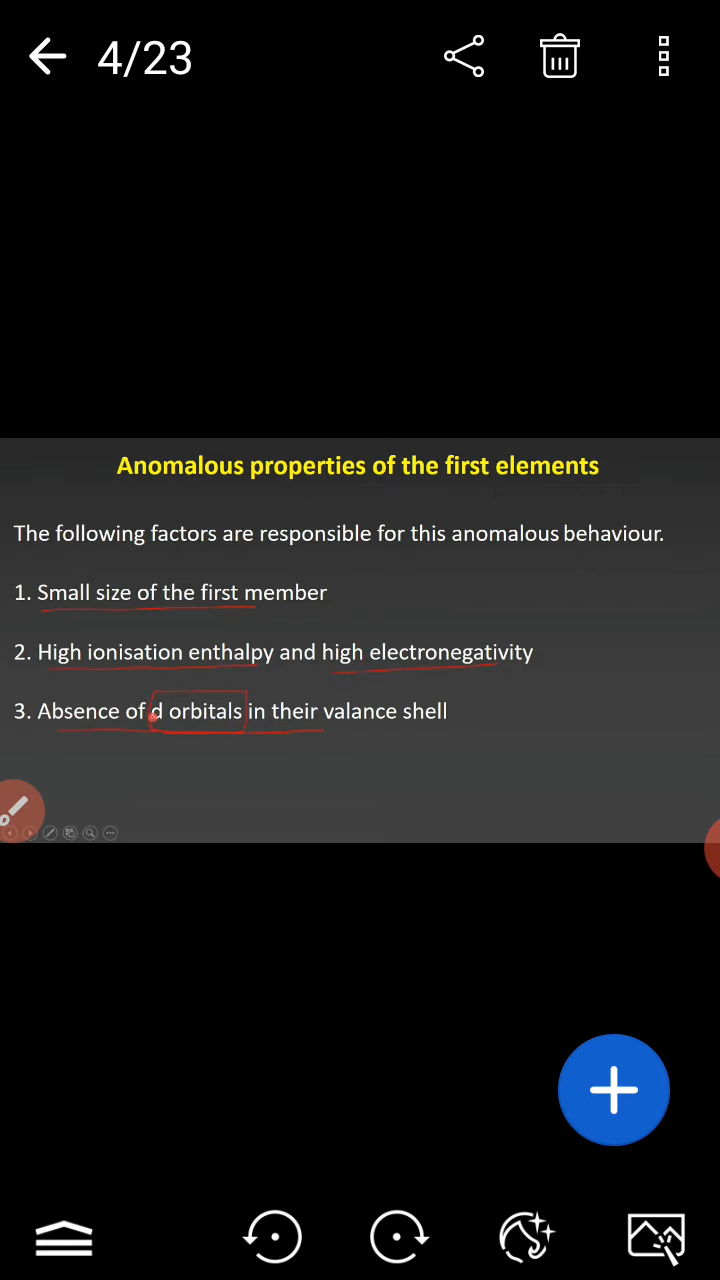 4/23
Anomalous properties of the first elements
The following factors are responsible for this anomalous behaviour.
1. Small size of the first member
2. High ionisation enthalpy and high electronegativity
3. Absence of d orbitals in their valance shell